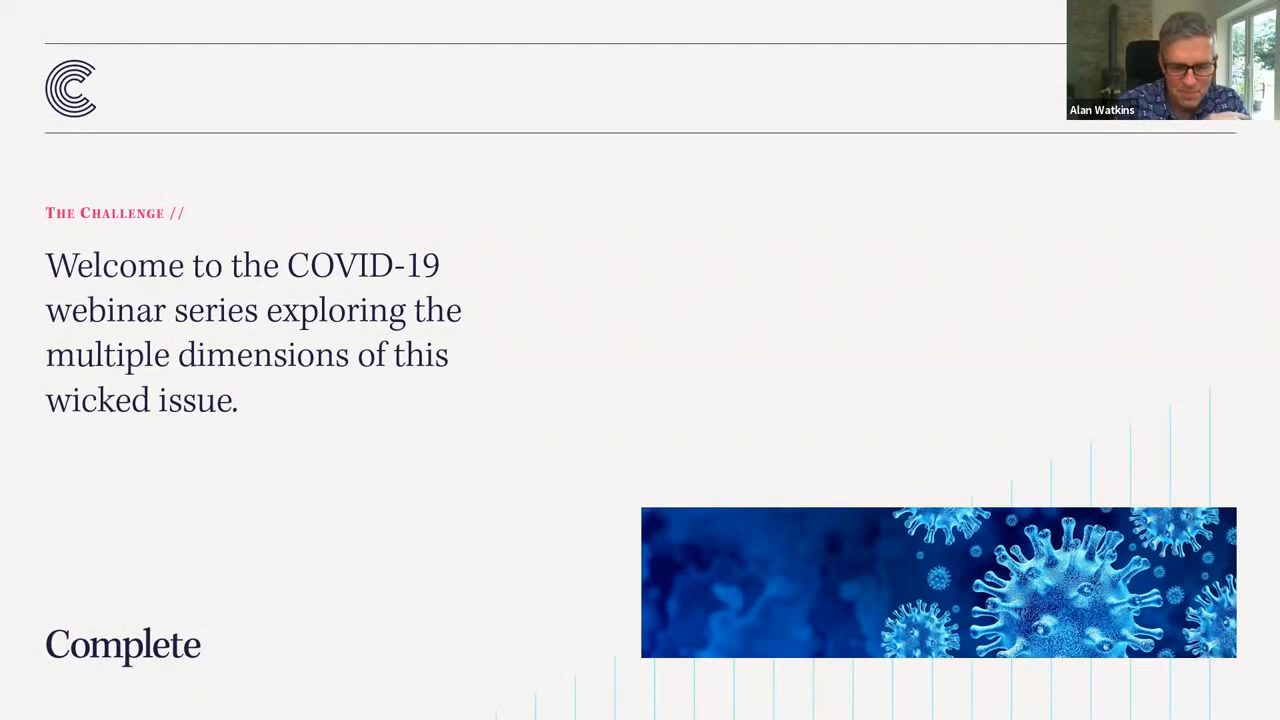 Alan Watkins
The Challenge //
Welcome to the COVID-19
webinar series exploring the
multiple dimensions of this
wicked issue.
Complete